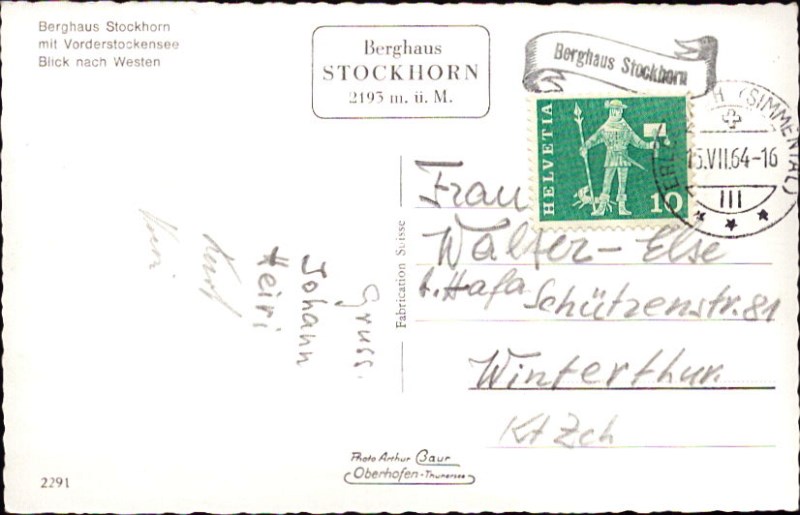 Berghaus Stockhorn
mit Vorderstockensee
Blick nach Westen
Berghaus
STOCKHORN
2193 m. ü. M.
Berghaus Stockhorn
HELVETIA
10
(SIMMENTAL)
15.VII.64-16
III
Frau
Walter-Else
Schützenstr. 81
Winterthur.
Kt Zch
Gruss.
Johann
Heiri
Kurt
Fabrication Suisse
Photo Arthur Baur
Oberhofen-Thunersee
2291